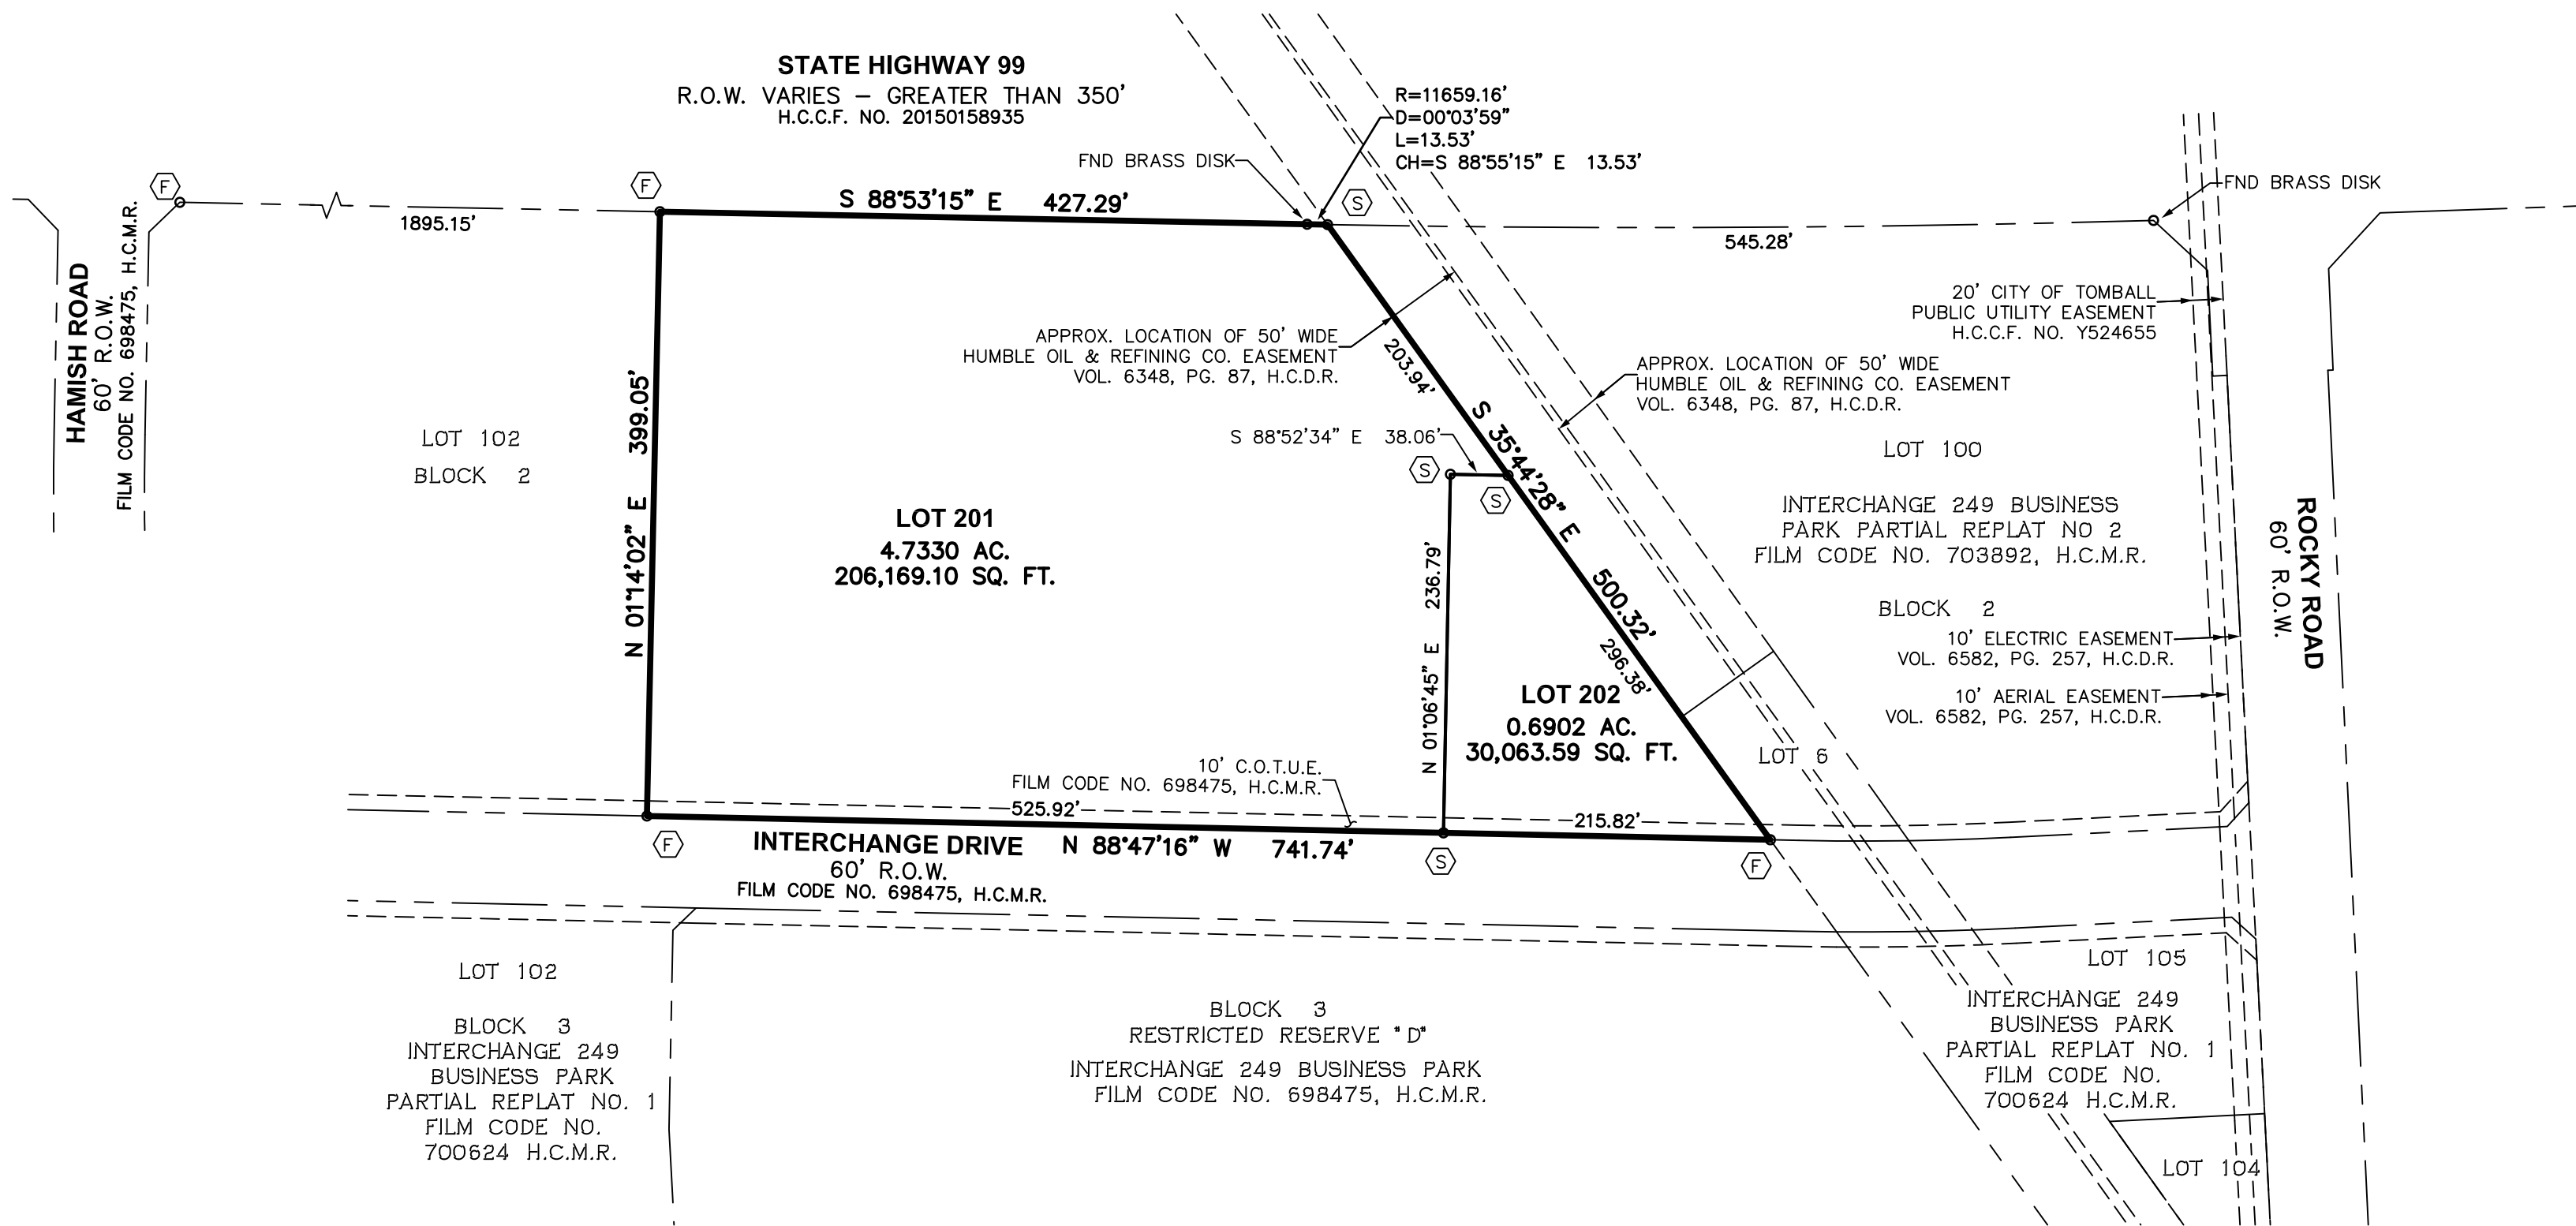 STATE HIGHWAY 99
R.O.W. VARIES – GREATER THAN 350'
H.C.C.F. NO. 20150158935
R=11659.16'
D=00°03'59"
L=13.53'
CH=S 88°55'15" E 13.53'
FND BRASS DISK
F
F
S
FND BRASS DISK
S 88°53'15" E 427.29'
1895.15'
545.28'
HAMISH ROAD
60' R.O.W.
FILM CODE NO. 698475, H.C.M.R.
20' CITY OF TOMBALL
PUBLIC UTILITY EASEMENT
H.C.C.F. NO. Y524655
APPROX. LOCATION OF 50' WIDE
HUMBLE OIL & REFINING CO. EASEMENT
VOL. 6348, PG. 87, H.C.D.R.
203.94'
APPROX. LOCATION OF 50' WIDE
HUMBLE OIL & REFINING CO. EASEMENT
VOL. 6348, PG. 87, H.C.D.R.
N 01°14'02" E 399.05'
LOT 102
BLOCK 2
S 88°52'34" E 38.06'
S
S
S 35°44'28" E 500.32'
LOT 100
INTERCHANGE 249 BUSINESS
PARK PARTIAL REPLAT NO 2
FILM CODE NO. 703892, H.C.M.R.
BLOCK 2
ROCKY ROAD
60' R.O.W.
LOT 201
4.7330 AC.
206,169.10 SQ. FT.
N 01°06'45" E 236.79'
296.38'
10' ELECTRIC EASEMENT
VOL. 6582, PG. 257, H.C.D.R.
10' AERIAL EASEMENT
VOL. 6582, PG. 257, H.C.D.R.
LOT 202
0.6902 AC.
30,063.59 SQ. FT.
LOT 6
10' C.O.T.U.E.
FILM CODE NO. 698475, H.C.M.R.
525.92'
215.82'
F
INTERCHANGE DRIVE N 88°47'16" W 741.74'
60' R.O.W.
FILM CODE NO. 698475, H.C.M.R.
S
F
LOT 102
BLOCK 3
INTERCHANGE 249
BUSINESS PARK
PARTIAL REPLAT NO. 1
FILM CODE NO.
700624 H.C.M.R.
BLOCK 3
RESTRICTED RESERVE "D"
INTERCHANGE 249 BUSINESS PARK
FILM CODE NO. 698475, H.C.M.R.
LOT 105
INTERCHANGE 249
BUSINESS PARK
PARTIAL REPLAT NO. 1
FILM CODE NO.
700624 H.C.M.R.
LOT 104